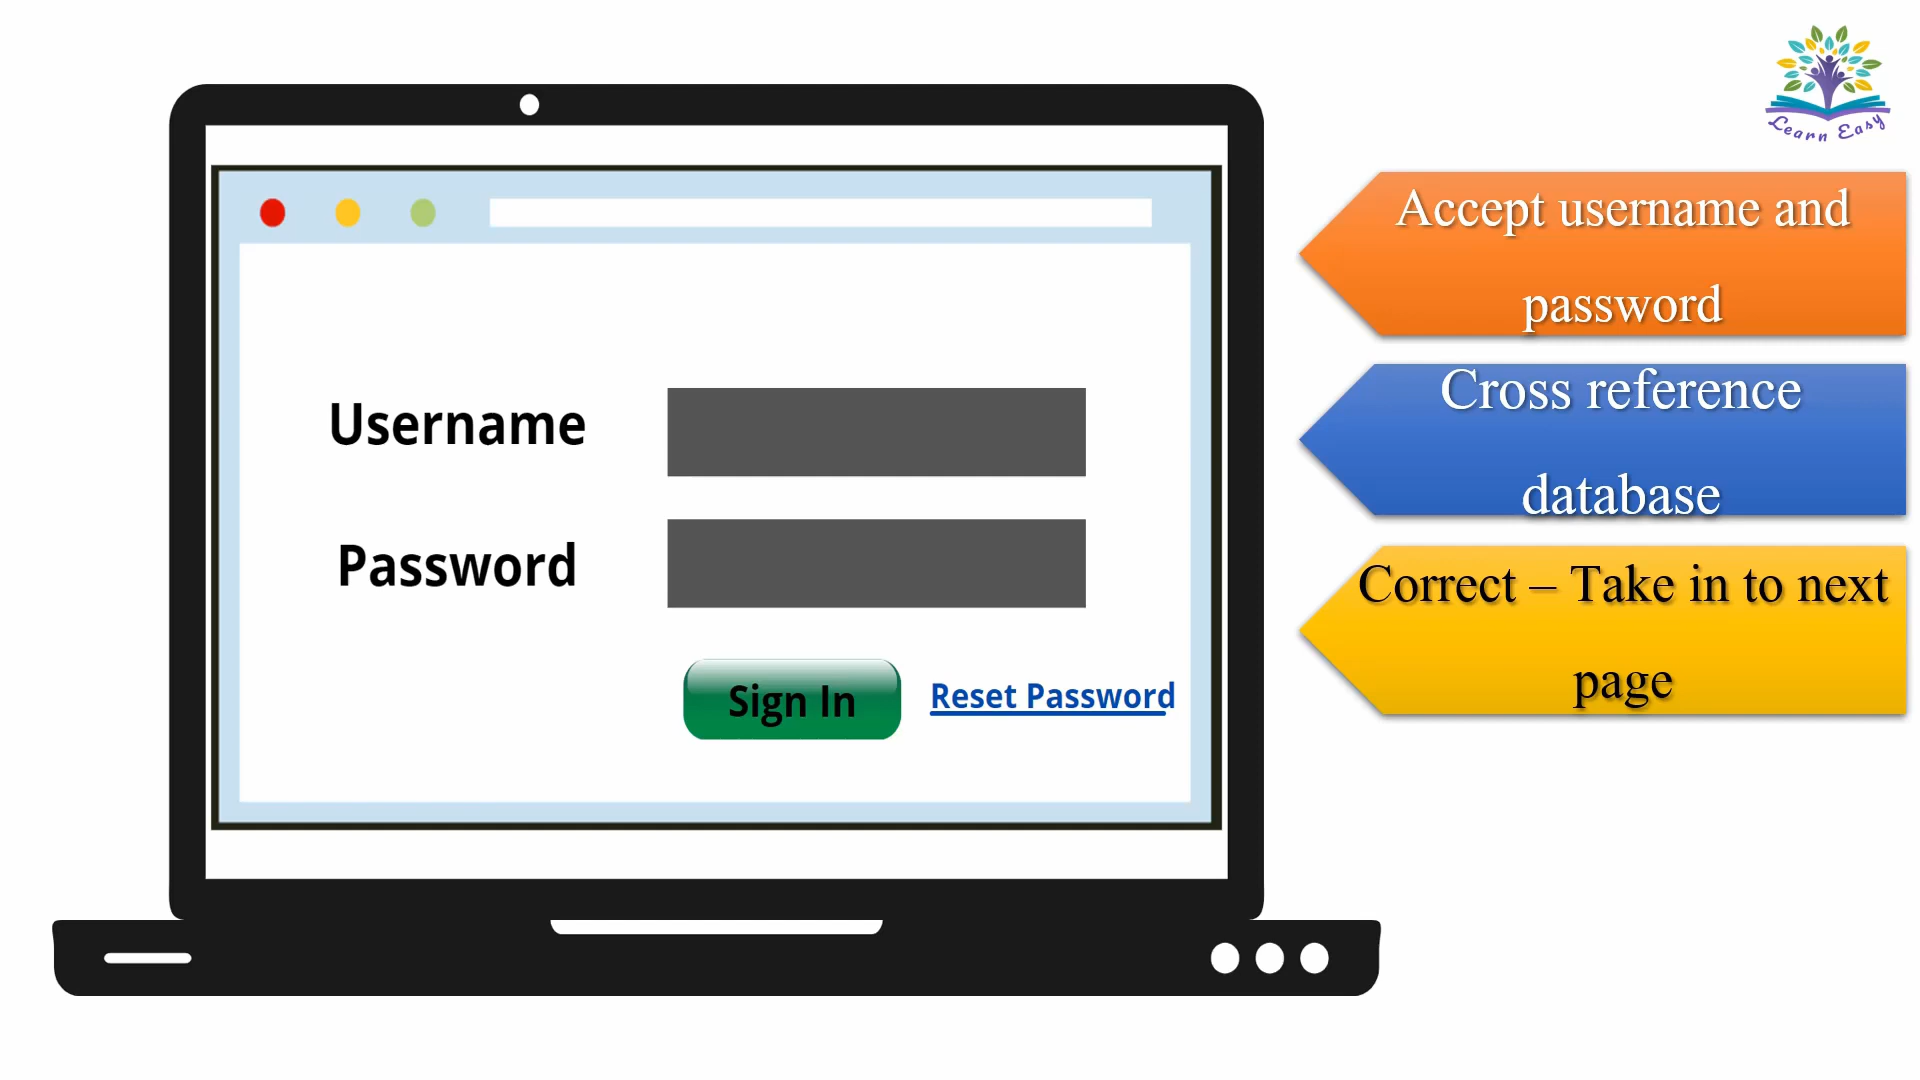 Learn Easy
Accept username and
password
Cross reference
database
Correct – Take in to next
page
Username
Password
Sign In
Reset Password